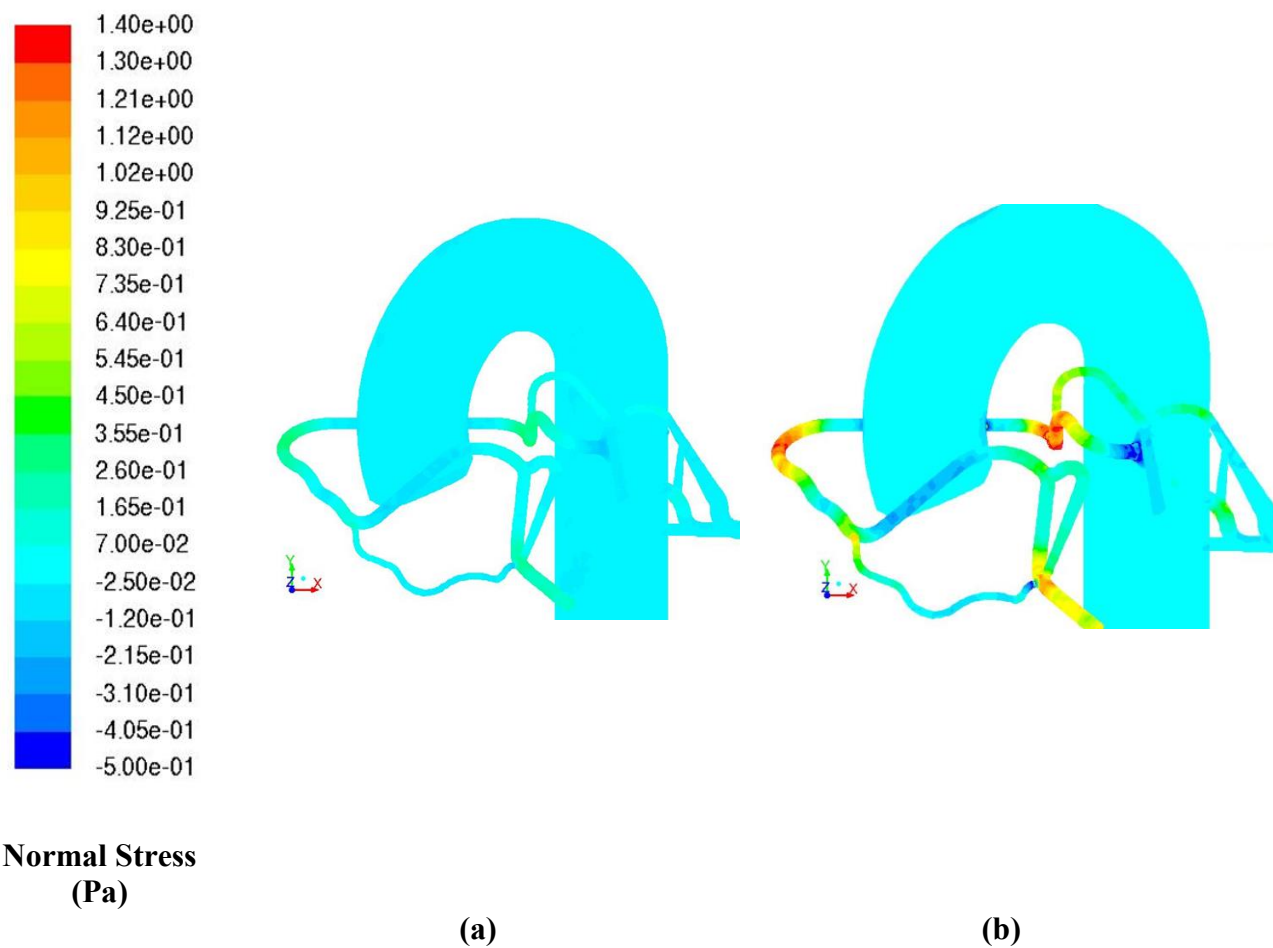 1.40e+00
1.30e+00
1.21e+00
1.12e+00
1.02e+00
9.25e-01
8.30e-01
7.35e-01
6.40e-01
5.45e-01
4.50e-01
3.55e-01
2.60e-01
1.65e-01
7.00e-02
-2.50e-02
-1.20e-01
-2.15e-01
-3.10e-01
-4.05e-01
-5.00e-01
Y
Z X
Y
Z X
Normal Stress
(Pa)
(a) (b)